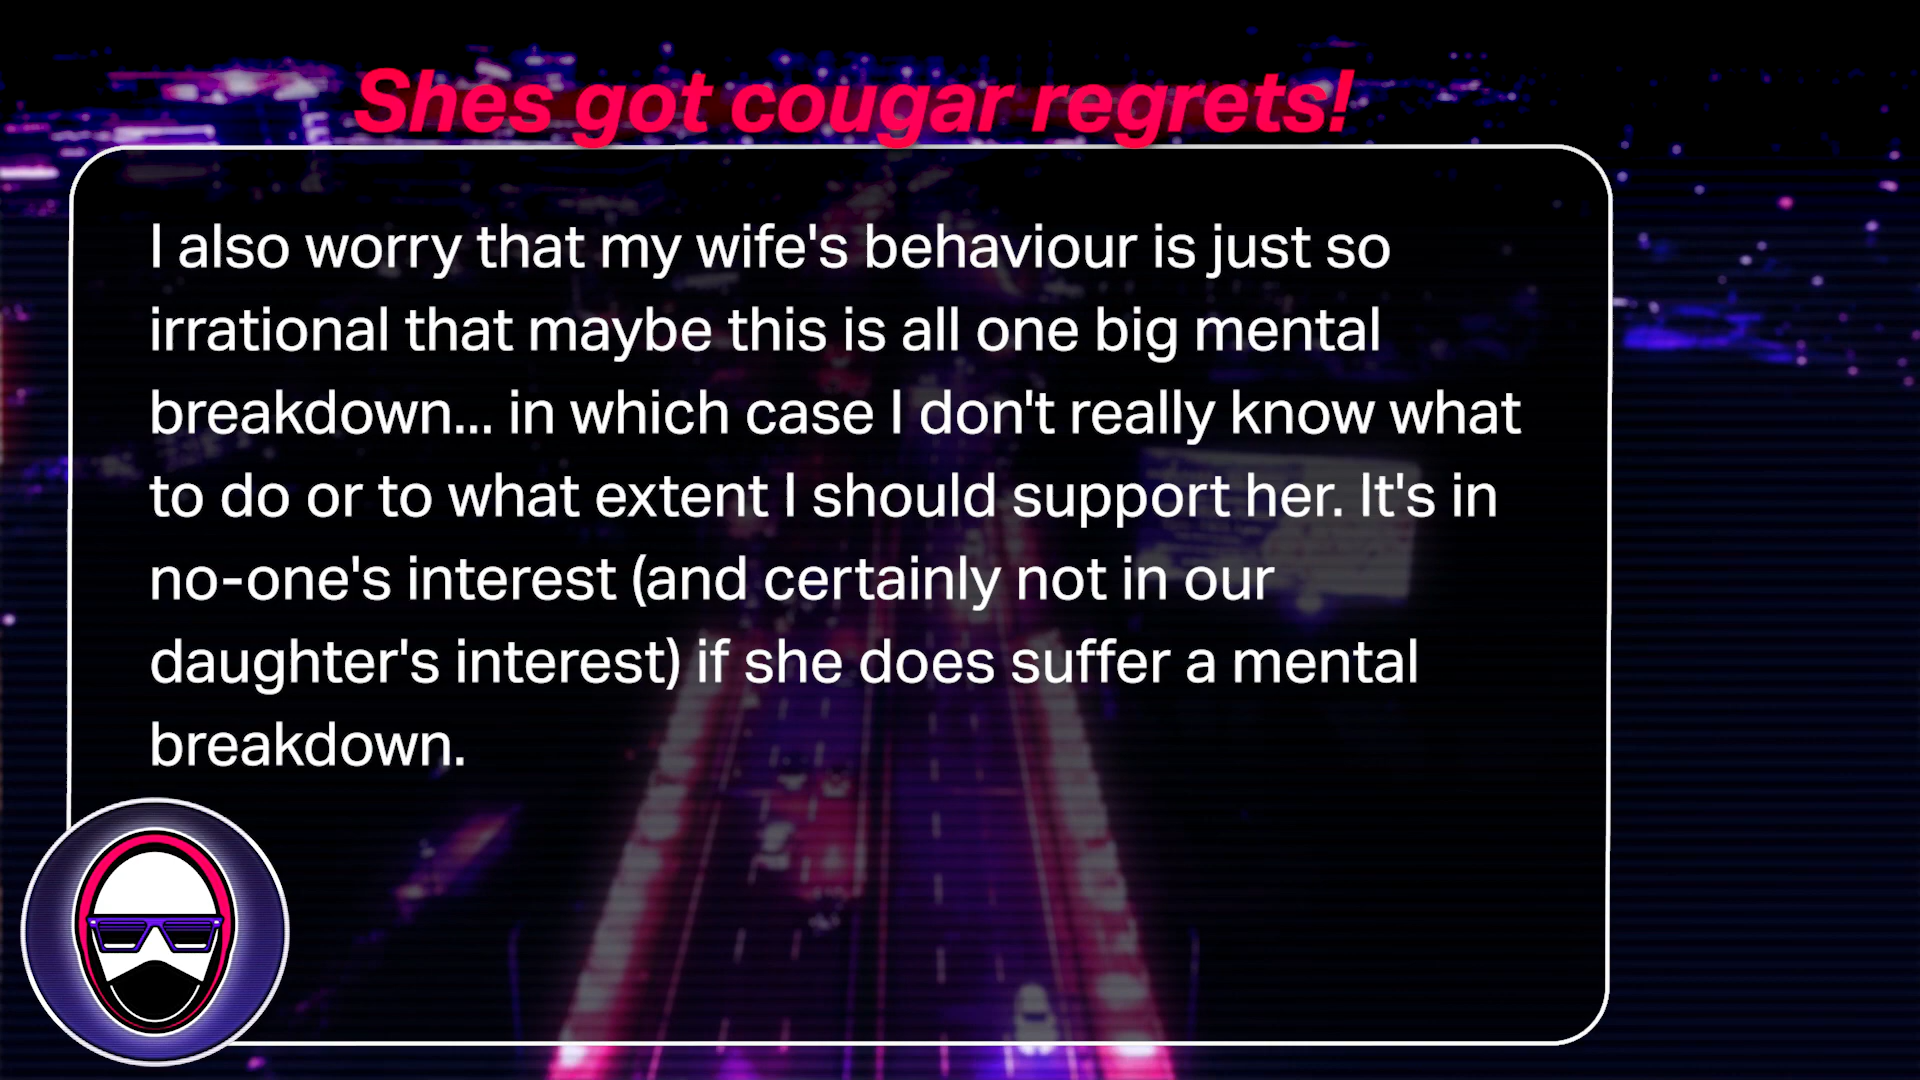 Shes got cougar regrets!
I also worry that my wife's behaviour is just so
irrational that maybe this is all one big mental
breakdown... in which case I don't really know what
to do or to what extent I should support her. It's in
no-one's interest (and certainly not in our
daughter's interest) if she does suffer a mental
breakdown.